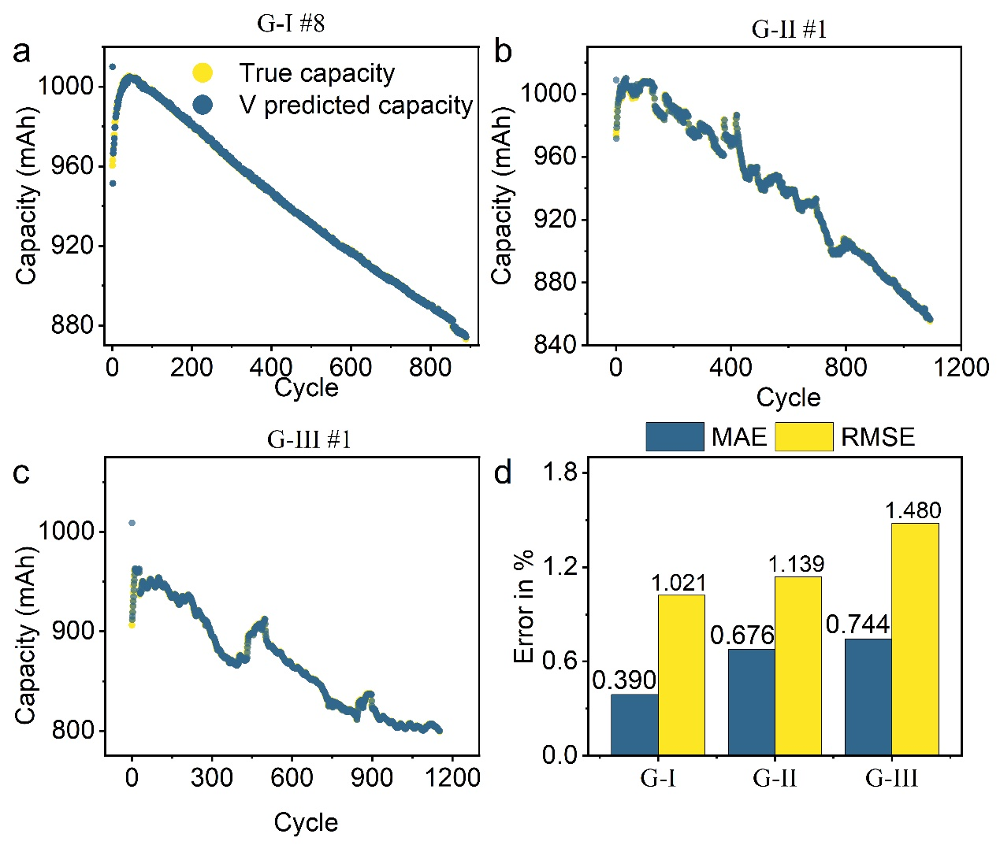 G-I #8
a
True capacity
V predicted capacity
Capacity (mAh)
1000
960
920
880
0 200 400 600 800
Cycle
G-II #1
b
Capacity (mAh)
1000
960
920
880
840
0 400 800 1200
Cycle
G-III #1
c
Capacity (mAh)
1000
900
800
0 300 600 900 1200
Cycle
MAE RMSE
d
Error in %
1.8
1.2
0.6
0.0
0.390 1.021 0.676 1.139 0.744 1.480
G-I G-II G-III